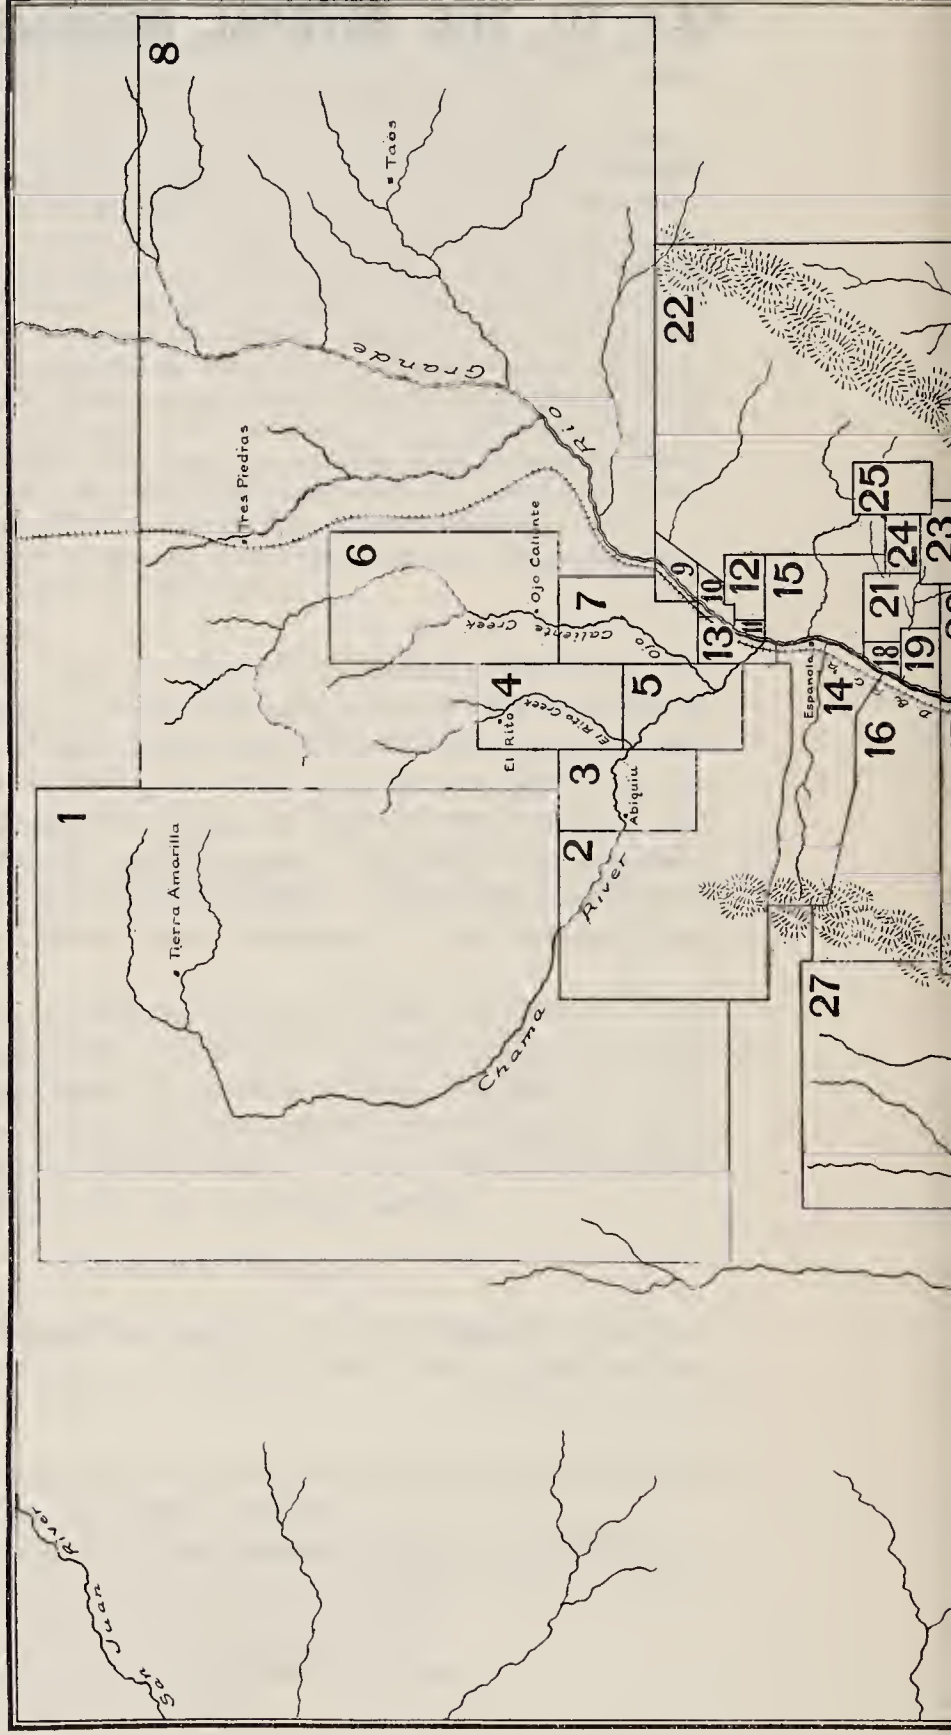 San Juan River
1
Tierra Amarilla
Chama River
8
Taos
Tres Piedras
Rio Grande
6
Ojo Caliente
Ojo Caliente Creek
7
4
El Rito
El Rito Creek
5
3
Abiquiu
2
22
9
10
12
13
11
15
25
24
23
21
18
19
Espanola
14
16
27